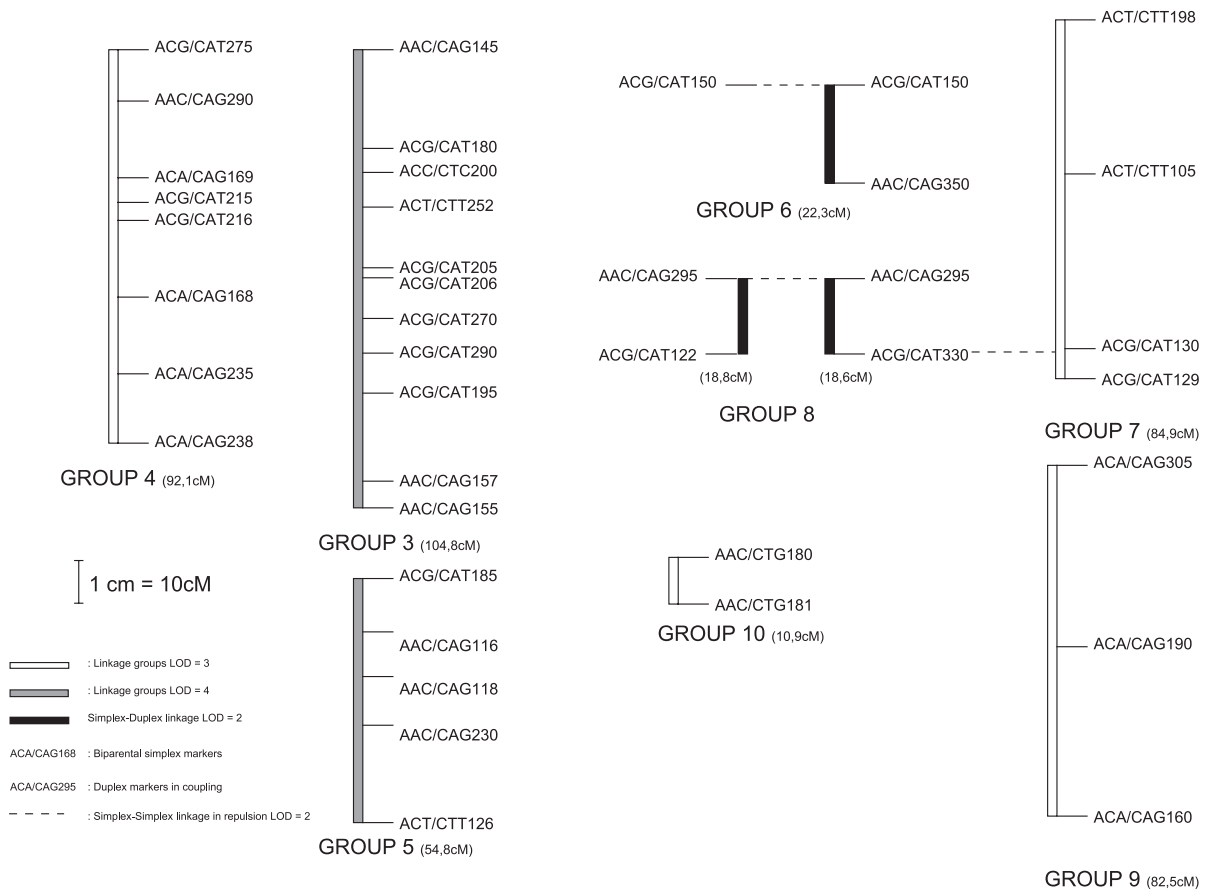 ACG/CAT275
AAC/CAG290
ACA/CAG169
ACG/CAT215
ACG/CAT216
ACA/CAG168
ACA/CAG235
ACA/CAG238
GROUP 4 (92,1cM)
AAC/CAG145
ACG/CAT180
ACC/CTC200
ACT/CTT252
ACG/CAT205
ACG/CAT206
ACG/CAT270
ACG/CAT290
ACG/CAT195
AAC/CAG157
AAC/CAG155
GROUP 3 (104,8cM)
ACG/CAT185
AAC/CAG116
AAC/CAG118
AAC/CAG230
ACT/CTT126
GROUP 5 (54,8cM)
ACG/CAT150
ACG/CAT150
AAC/CAG350
GROUP 6 (22,3cM)
AAC/CAG295
AAC/CAG295
ACG/CAT122
ACG/CAT330
(18,8cM)
(18,6cM)
GROUP 8
ACT/CTT198
ACT/CTT105
ACG/CAT130
ACG/CAT129
GROUP 7 (84,9cM)
AAC/CTG180
AAC/CTG181
GROUP 10 (10,9cM)
ACA/CAG305
ACA/CAG190
ACA/CAG160
GROUP 9 (82,5cM)
1 cm = 10cM
: Linkage groups LOD = 3
: Linkage groups LOD = 4
Simplex-Duplex linkage LOD = 2
ACA/CAG168 : Biparental simplex markers
ACA/CAG295 : Duplex markers in coupling
: Simplex-Simplex linkage in repulsion LOD = 2